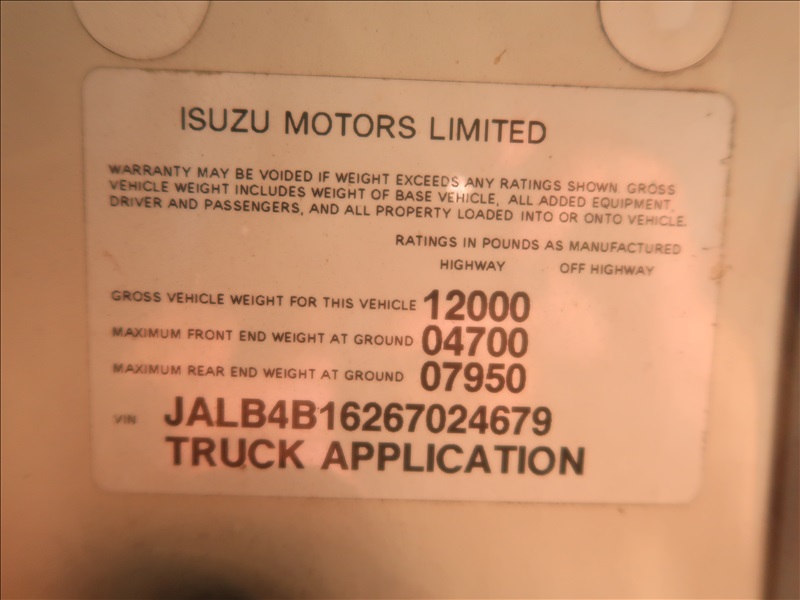 ISUZU MOTORS LIMITED
WARRANTY MAY BE VOIDED IF WEIGHT EXCEEDS ANY RATINGS SHOWN. GROSS
VEHICLE WEIGHT INCLUDES WEIGHT OF BASE VEHICLE, ALL ADDED EQUIPMENT,
DRIVER AND PASSENGERS, AND ALL PROPERTY LOADED INTO OR ONTO VEHICLE.
RATINGS IN POUNDS AS MANUFACTURED
HIGHWAY OFF HIGHWAY
GROSS VEHICLE WEIGHT FOR THIS VEHICLE 12000
MAXIMUM FRONT END WEIGHT AT GROUND 04700
MAXIMUM REAR END WEIGHT AT GROUND 07950
VIN JALB4B16267024679
TRUCK APPLICATION